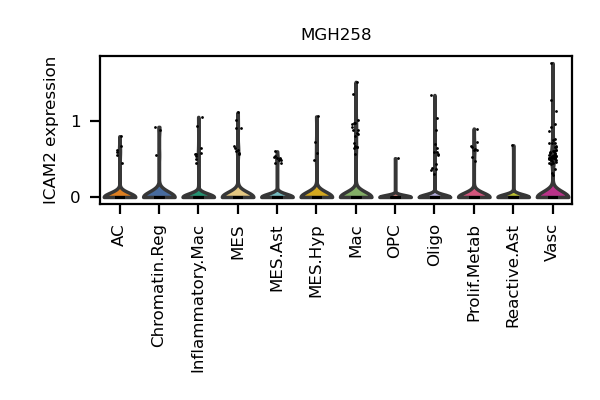 MGH258
ICAM2 expression
1
0
AC
Chromatin.Reg
Inflammatory.Mac
MES
MES.Ast
MES.Hyp
Mac
OPC
Oligo
Prolif.Metab
Reactive.Ast
Vasc